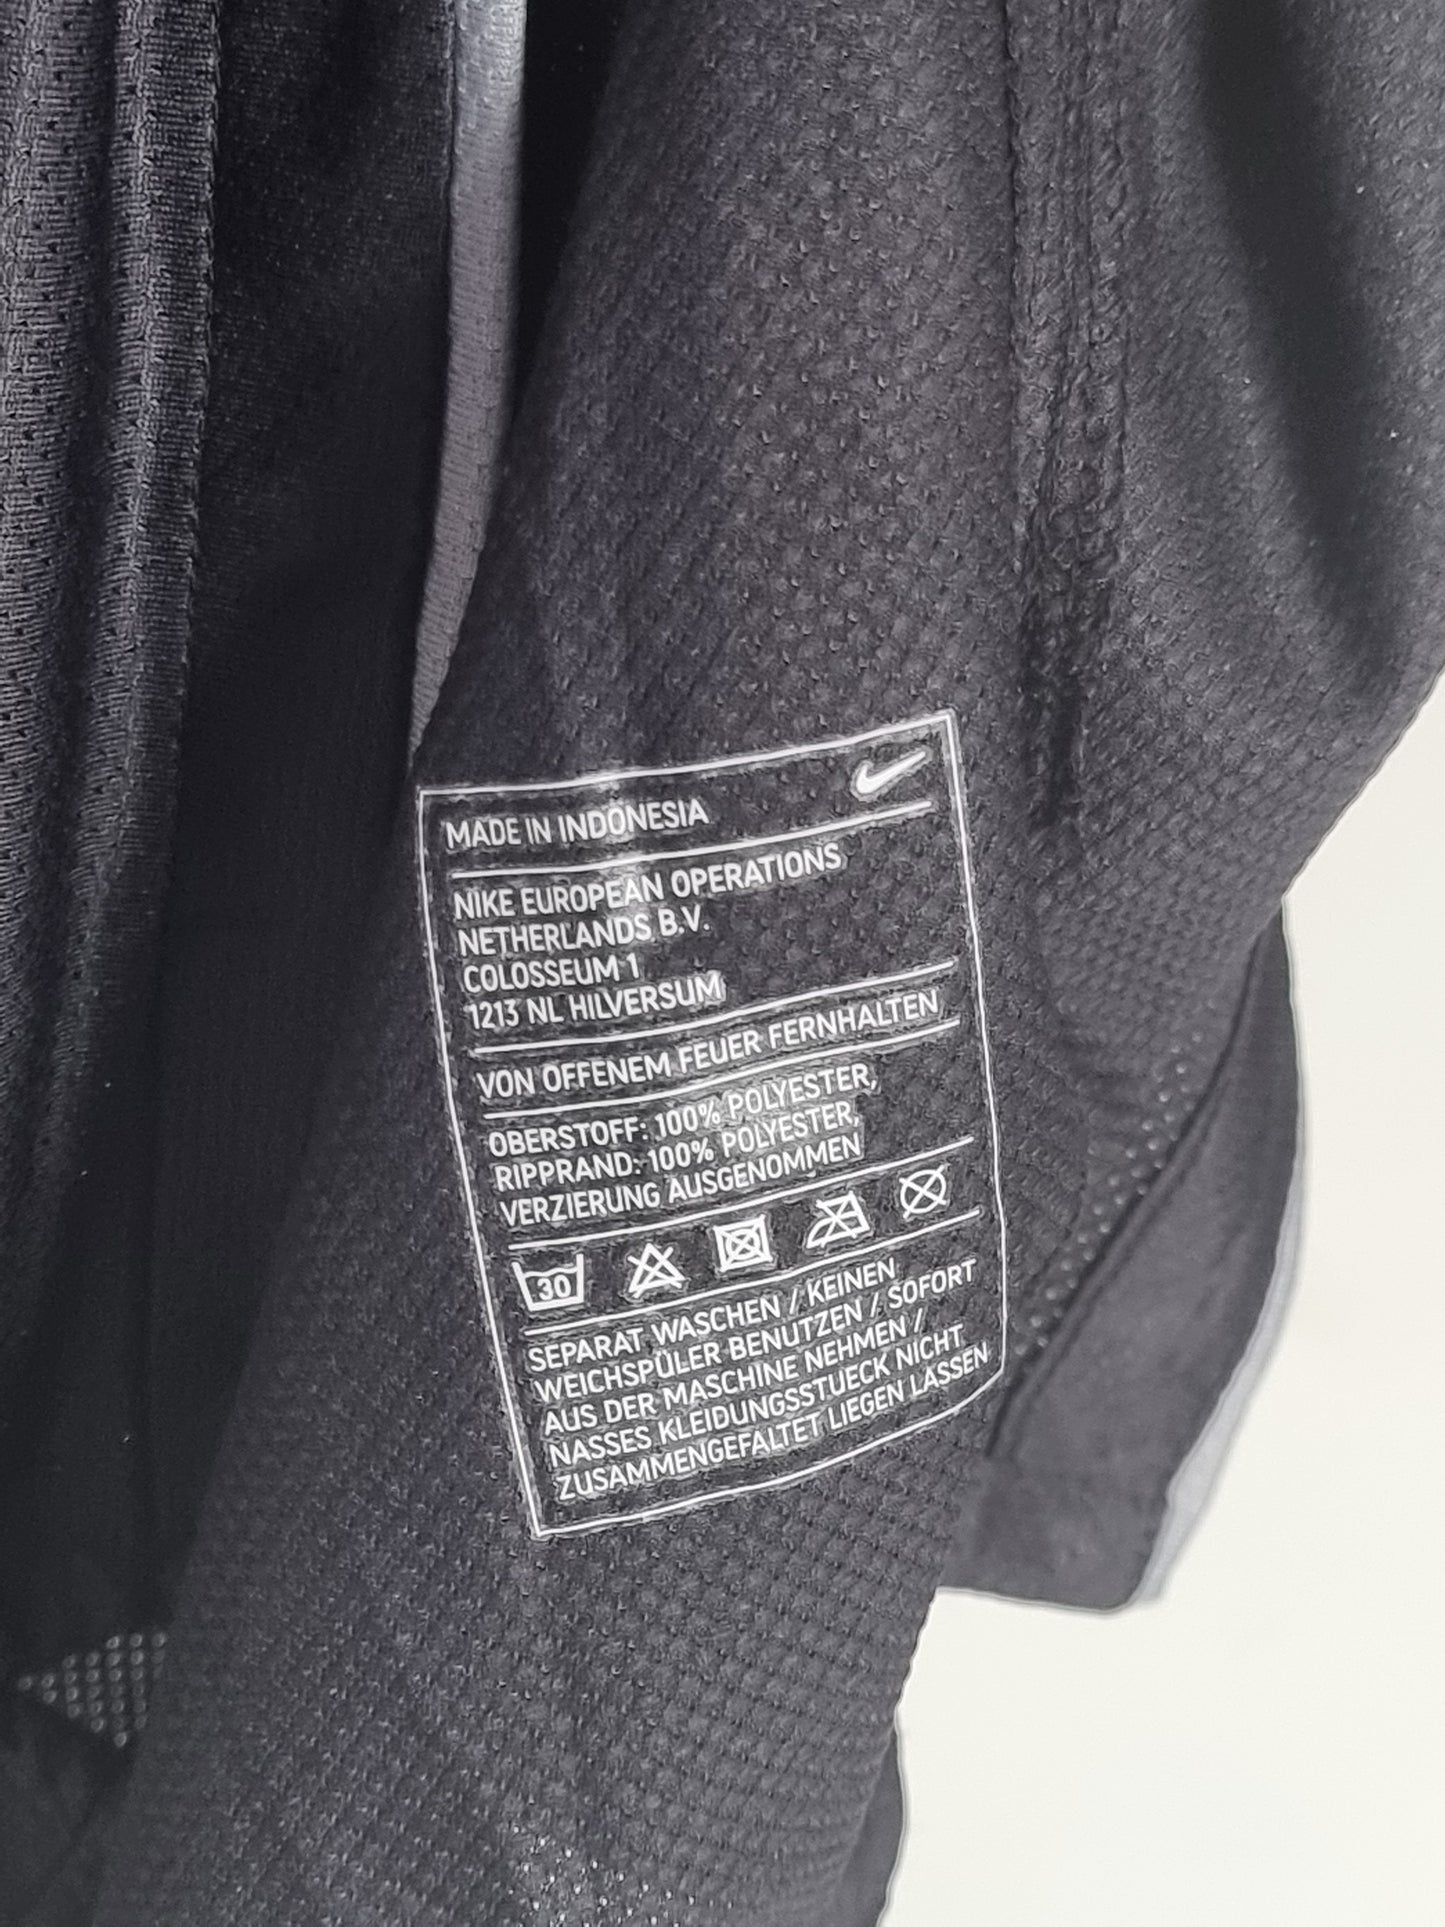 MADE IN INDONESIA
NIKE EUROPEAN OPERATIONS
NETHERLANDS B.V.
COLOSSEUM 1
1213 NL HILVERSUM
VON OFFENEM FEUER FERNHALTEN
OBERSTOFF: 100% POLYESTER,
RIPPRAND: 100% POLYESTER,
VERZIERUNG AUSGENOMMEN
30
SEPARAT WASCHEN / KEINEN
WEICHSPÜLER BENUTZEN / SOFORT
AUS DER MASCHINE NEHMEN /
NASSES KLEIDUNGSSTUECK NICHT
ZUSAMMENGEFALTET LIEGEN LASSEN